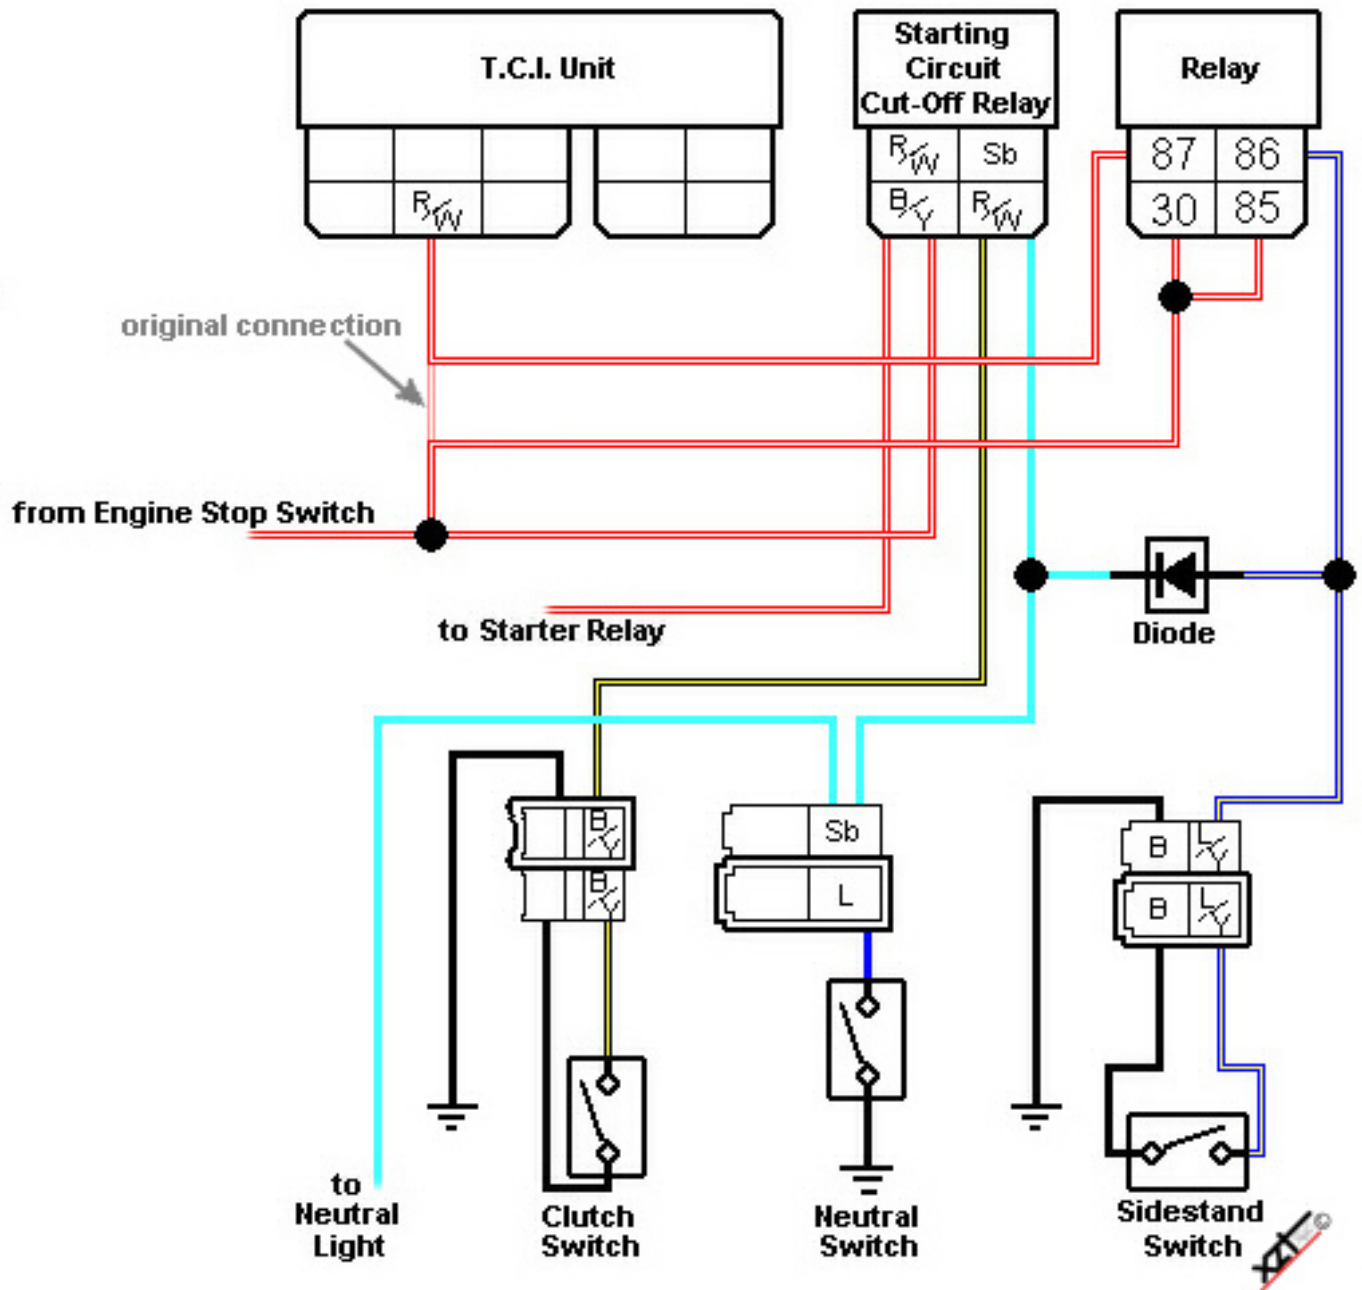 T.C.I. Unit
Starting
Circuit
Cut-Off Relay
Relay
R/W
R/W
Sb
B/Y
R/W
87
86
30
85
original connection
from Engine Stop Switch
to Starter Relay
Diode
B/Y
B/Y
Sb
L
B
L/Y
B
L/Y
to
Neutral
Light
Clutch
Switch
Neutral
Switch
Sidestand
Switch
©